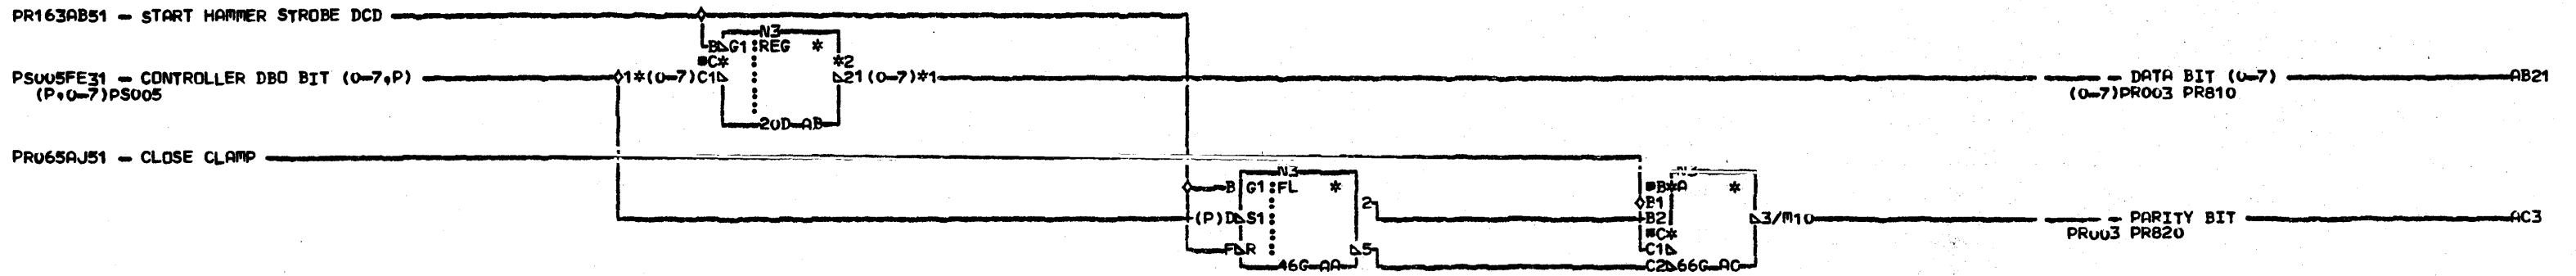 PR163AB51 - START HAMMER STROBE DCD
N3
B G1 REG *
■C* *2
PS005FE31 - CONTROLLER DBO BIT (0-7,P) 1*(0-7)C1 21(0-7)*1 - DATA BIT (0-7) AB21
(P,0-7)PS005 (0-7)PR003 PR810
20D-AB
PR065AJ51 - CLOSE CLAMP
N3 N3
B G1 FL * ■B*A *
2 B1
(P)D S1 B2 3/M10 - PARITY BIT AC3
■C* PR003 PR820
F R 5 C1
46G-AA C2 66G-AC